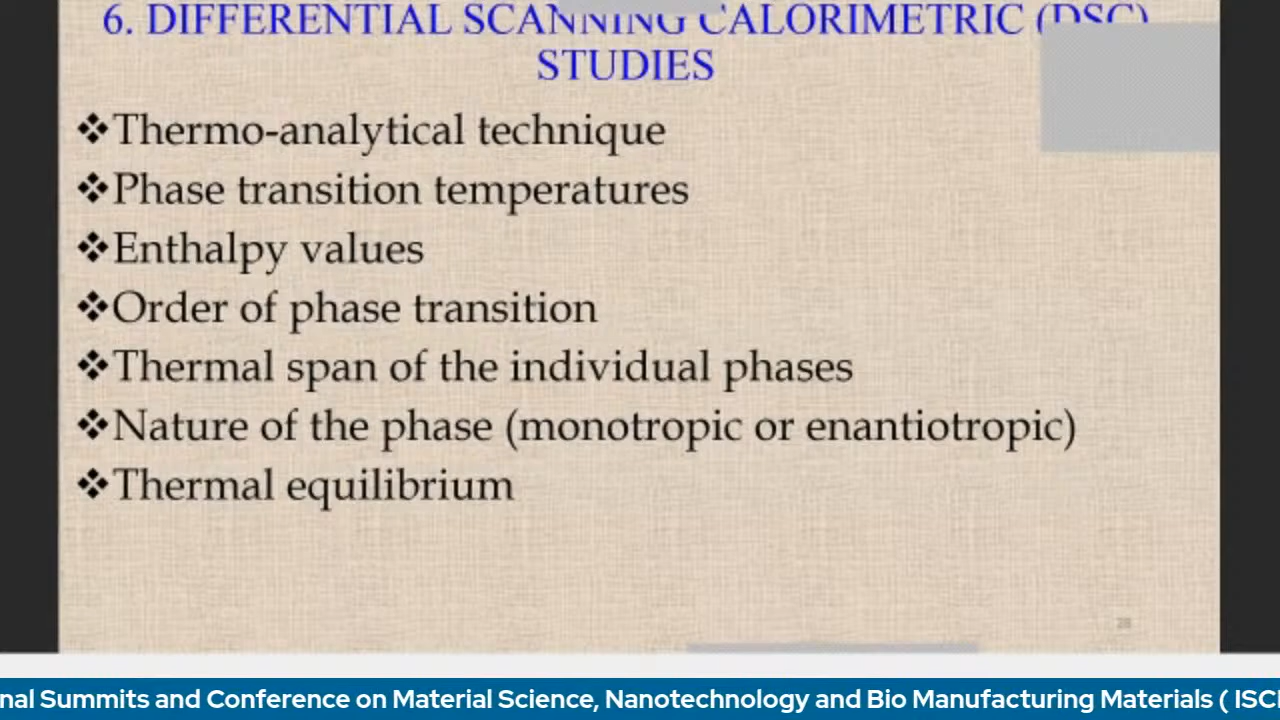 6. DIFFERENTIAL SCANNING CALORIMETRIC (DSC)
STUDIES
❖Thermo-analytical technique
❖Phase transition temperatures
❖Enthalpy values
❖Order of phase transition
❖Thermal span of the individual phases
❖Nature of the phase (monotropic or enantiotropic)
❖Thermal equilibrium
28
nal Summits and Conference on Material Science, Nanotechnology and Bio Manufacturing Materials ( ISC